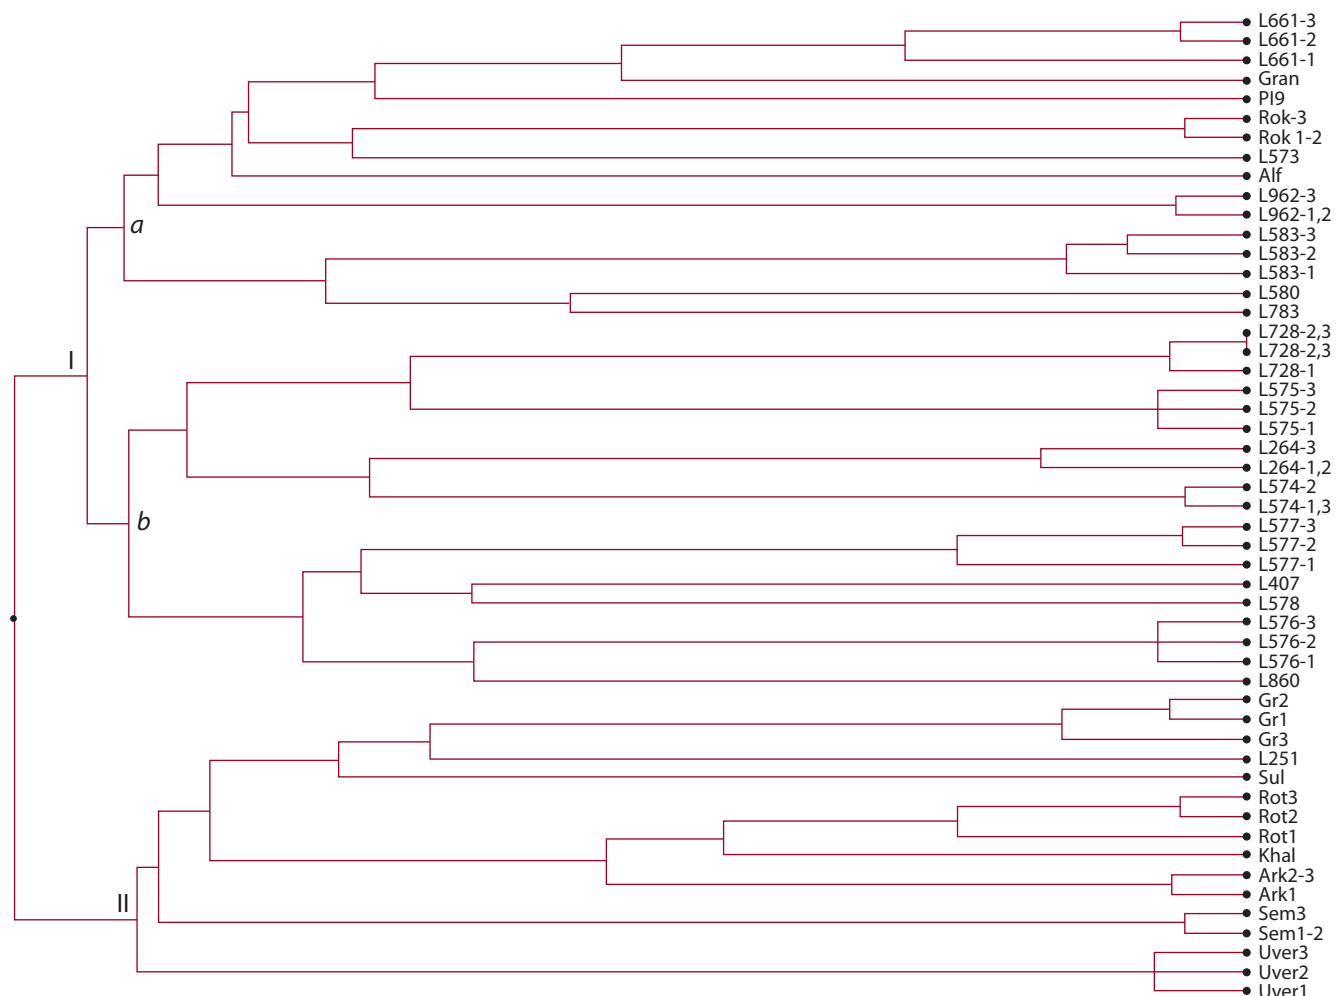 L661-3
L661-2
L661-1
Gran
PI9
Rok-3
Rok 1-2
L573
Alf
L962-3
L962-1,2
a
L583-3
L583-2
L583-1
L580
L783
L728-2,3
L728-2,3
I
L728-1
L575-3
L575-2
L575-1
L264-3
L264-1,2
L574-2
L574-1,3
b
L577-3
L577-2
L577-1
L407
L578
L576-3
L576-2
L576-1
L860
Gr2
Gr1
Gr3
L251
Sul
Rot3
Rot2
Rot1
Khal
Ark2-3
Ark1
II
Sem3
Sem1-2
Uver3
Uver2
Uver1